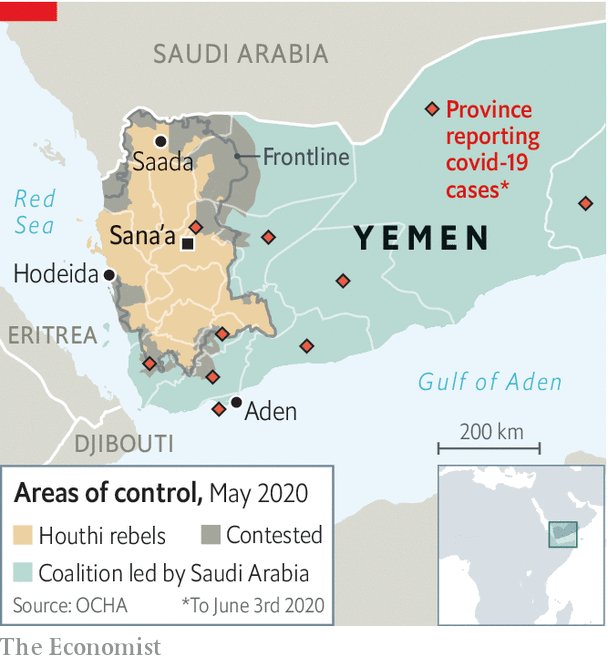 SAUDI ARABIA
Province
reporting
covid-19
cases*
Saada
Frontline
Red
Sea
Sana'a
YEMEN
Hodeida
ERITREA
Gulf of Aden
Aden
200 km
DJIBOUTI
Areas of control, May 2020
Houthi rebels
Contested
Coalition led by Saudi Arabia
Source: OCHA *To June 3rd 2020
The Economist